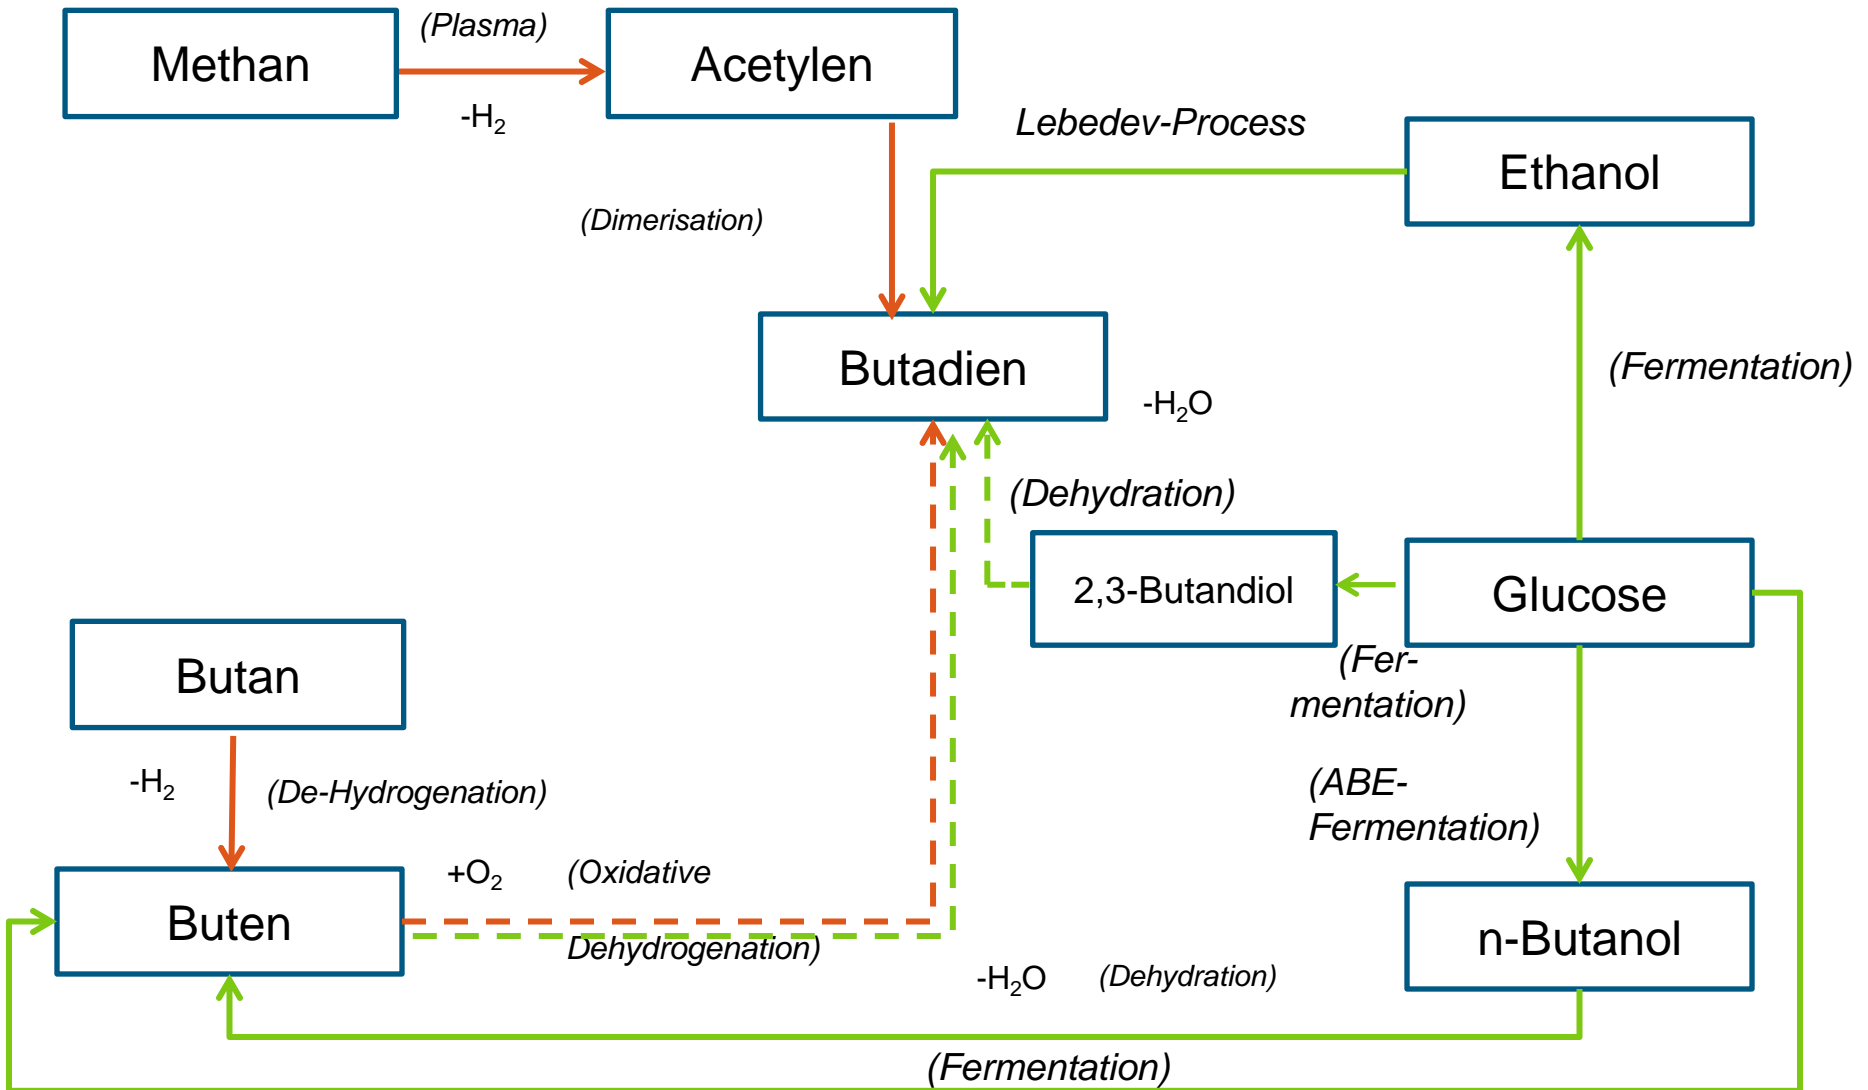 (Plasma)
Methan
Acetylen
-H₂
Lebedev-Process
Ethanol
(Dimerisation)
Butadien
(Fermentation)
-H₂O
(Dehydration)
2,3-Butandiol
Glucose
(Fer-
mentation)
Butan
-H₂
(De-Hydrogenation)
(ABE-
Fermentation)
+O₂
(Oxidative
Buten
Dehydrogenation)
n-Butanol
-H₂O
(Dehydration)
(Fermentation)